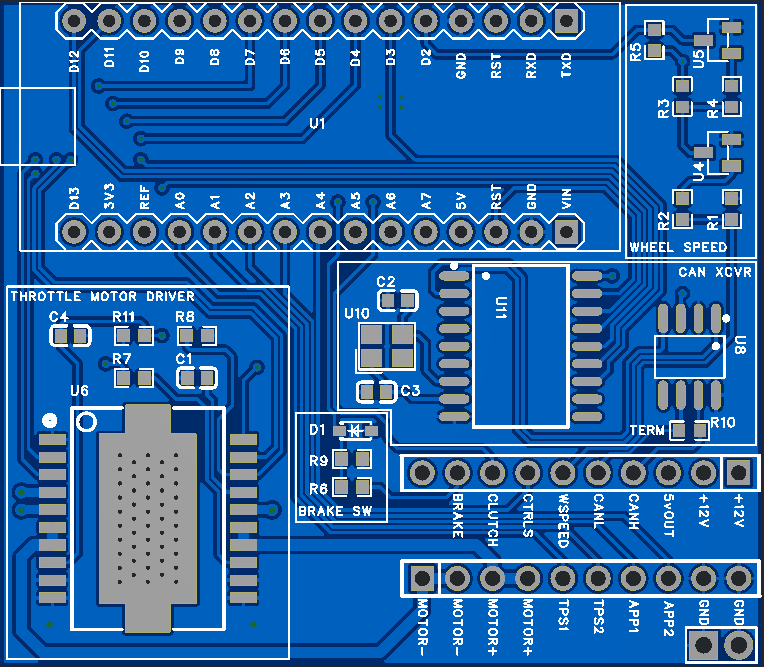 D12 D11 D10 D9 D8 D7 D6 D5 D4 D3 D2 GND RST RXD TXD
R5 U5
R3 R4
U1
U4
D13 3V3 REF A0 A1 A2 A3 A4 A5 A6 A7 5V RST GND VIN
R2 R1
WHEEL SPEED
CAN XCVR
THROTTLE MOTOR DRIVER
C2
U10 U11
C4 R11 R8
U8
R7 C1
C3
U6
D1
TERM R10
R9
R6
BRAKE SW
BRAKE CLUTCH CTRLS WSPEED CANL CANH 5VOUT +12V +12V
MOTOR- MOTOR- MOTOR+ MOTOR+ TPS1 TPS2 APP1 APP2 GND GND